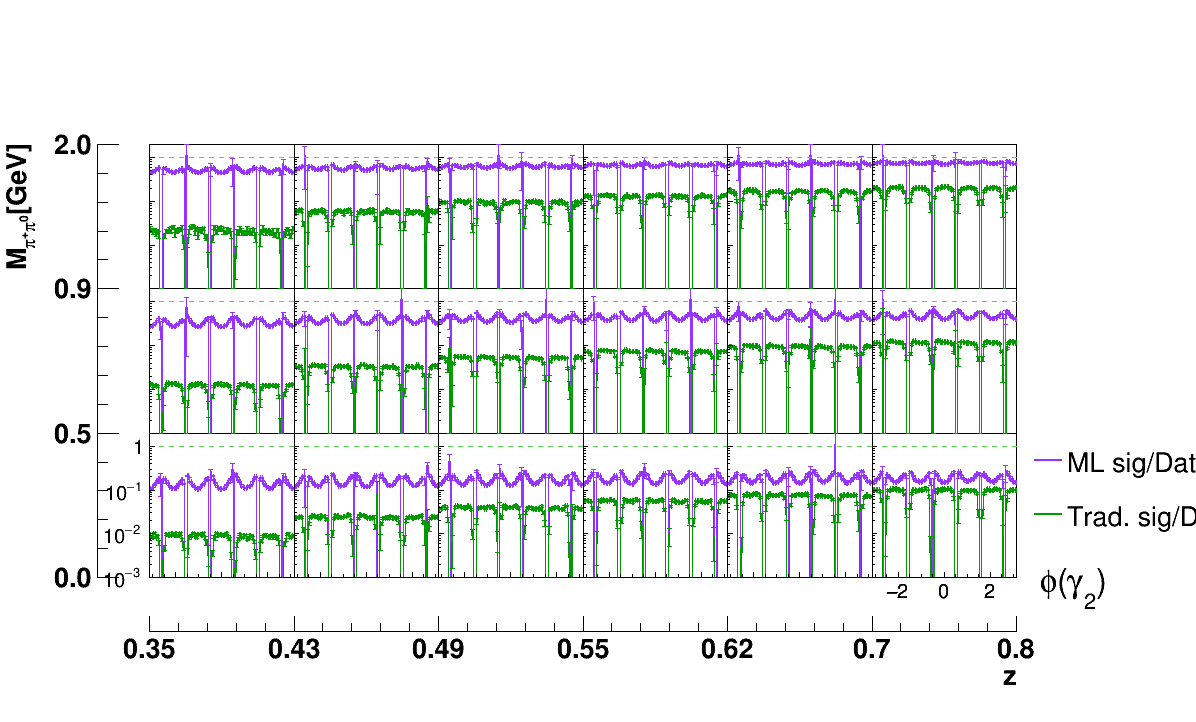 2.0
M π⁺π⁰ [GeV]
0.9
0.5
1
10⁻¹
10⁻²
10⁻³
0.0
ML sig/Dat
Trad. sig/D
−2 0 2
ϕ(γ₂)
0.35 0.43 0.49 0.55 0.62 0.7 0.8
z